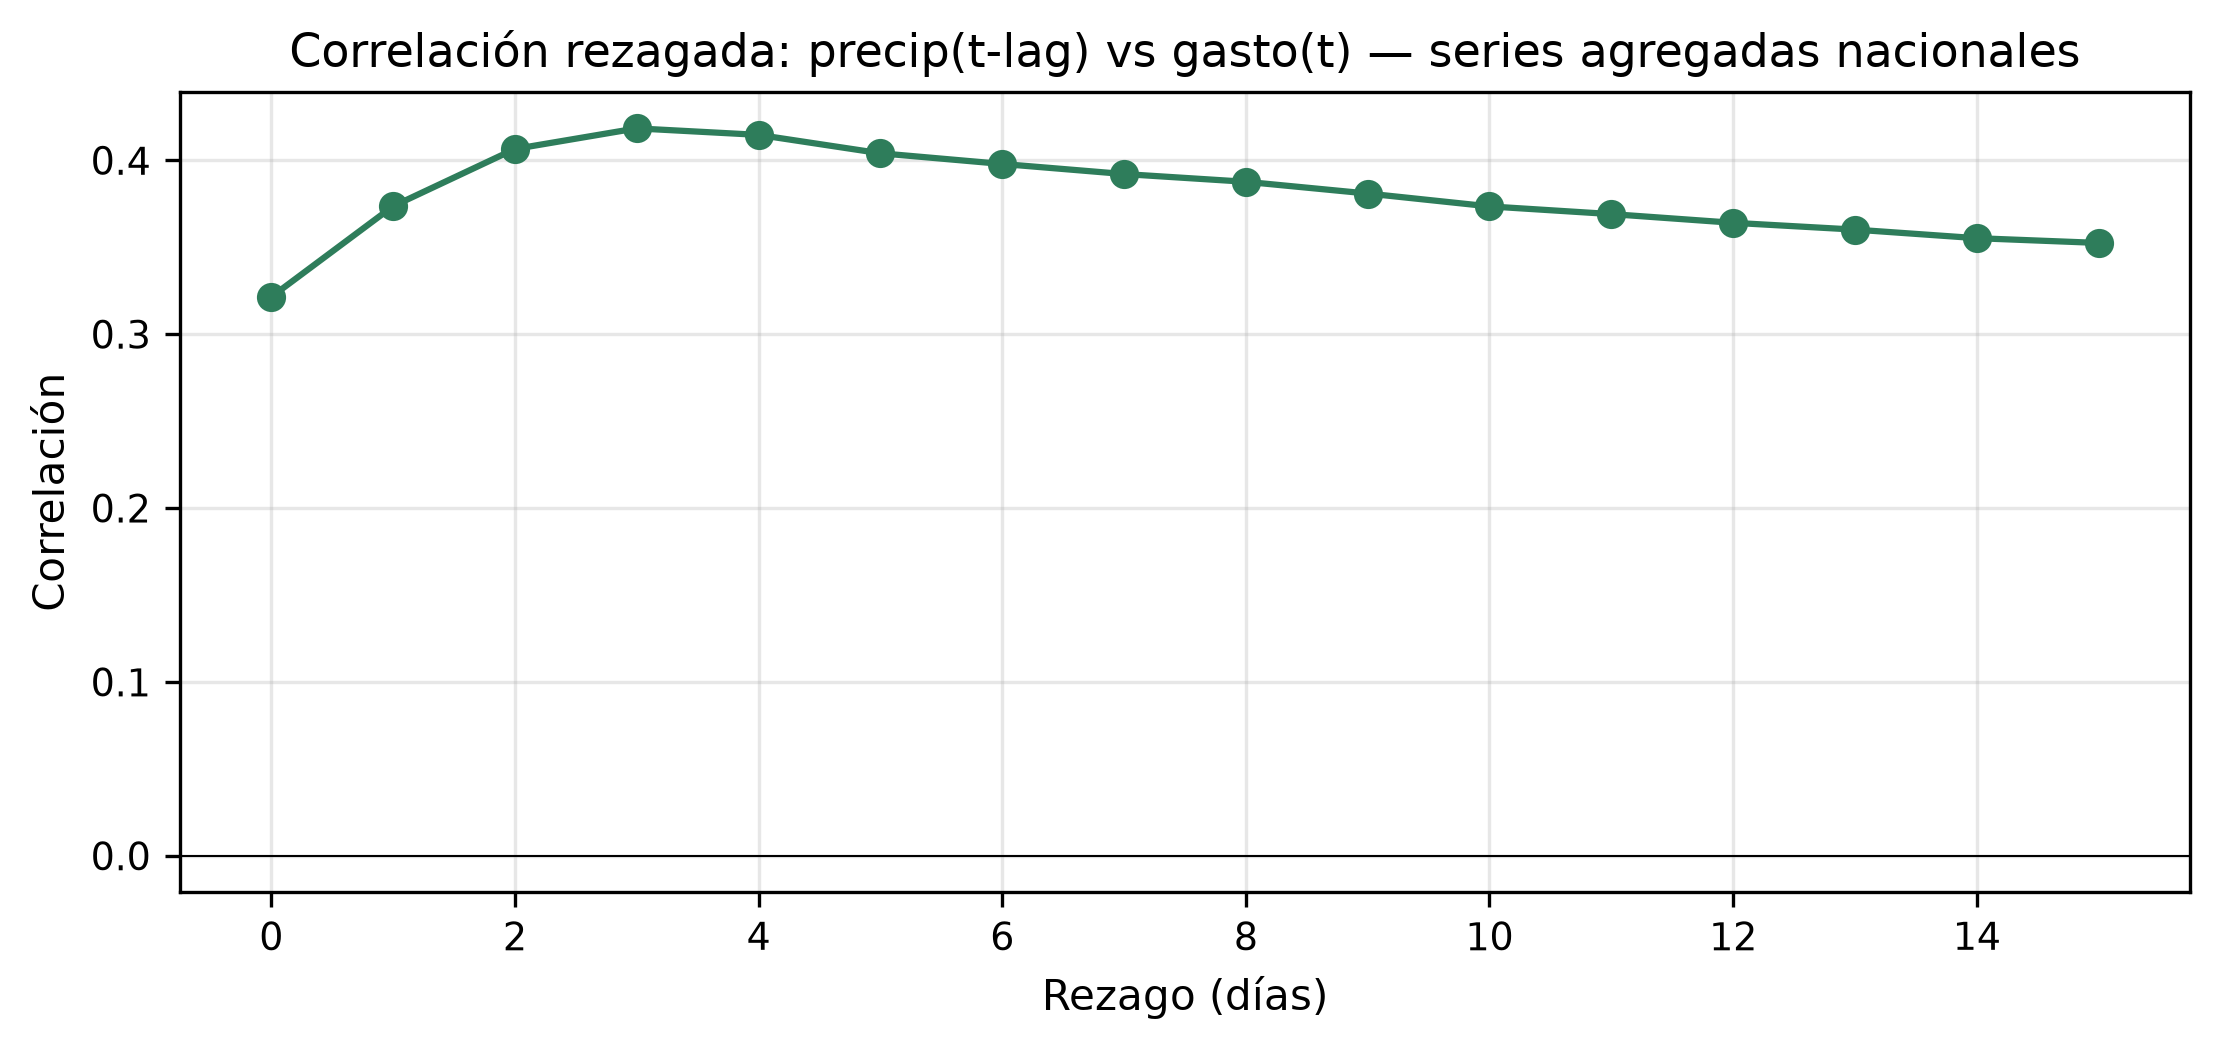 Correlación rezagada: precip(t-lag) vs gasto(t) — series agregadas nacionales
Correlación
0.4
0.3
0.2
0.1
0.0
0 2 4 6 8 10 12 14
Rezago (días)